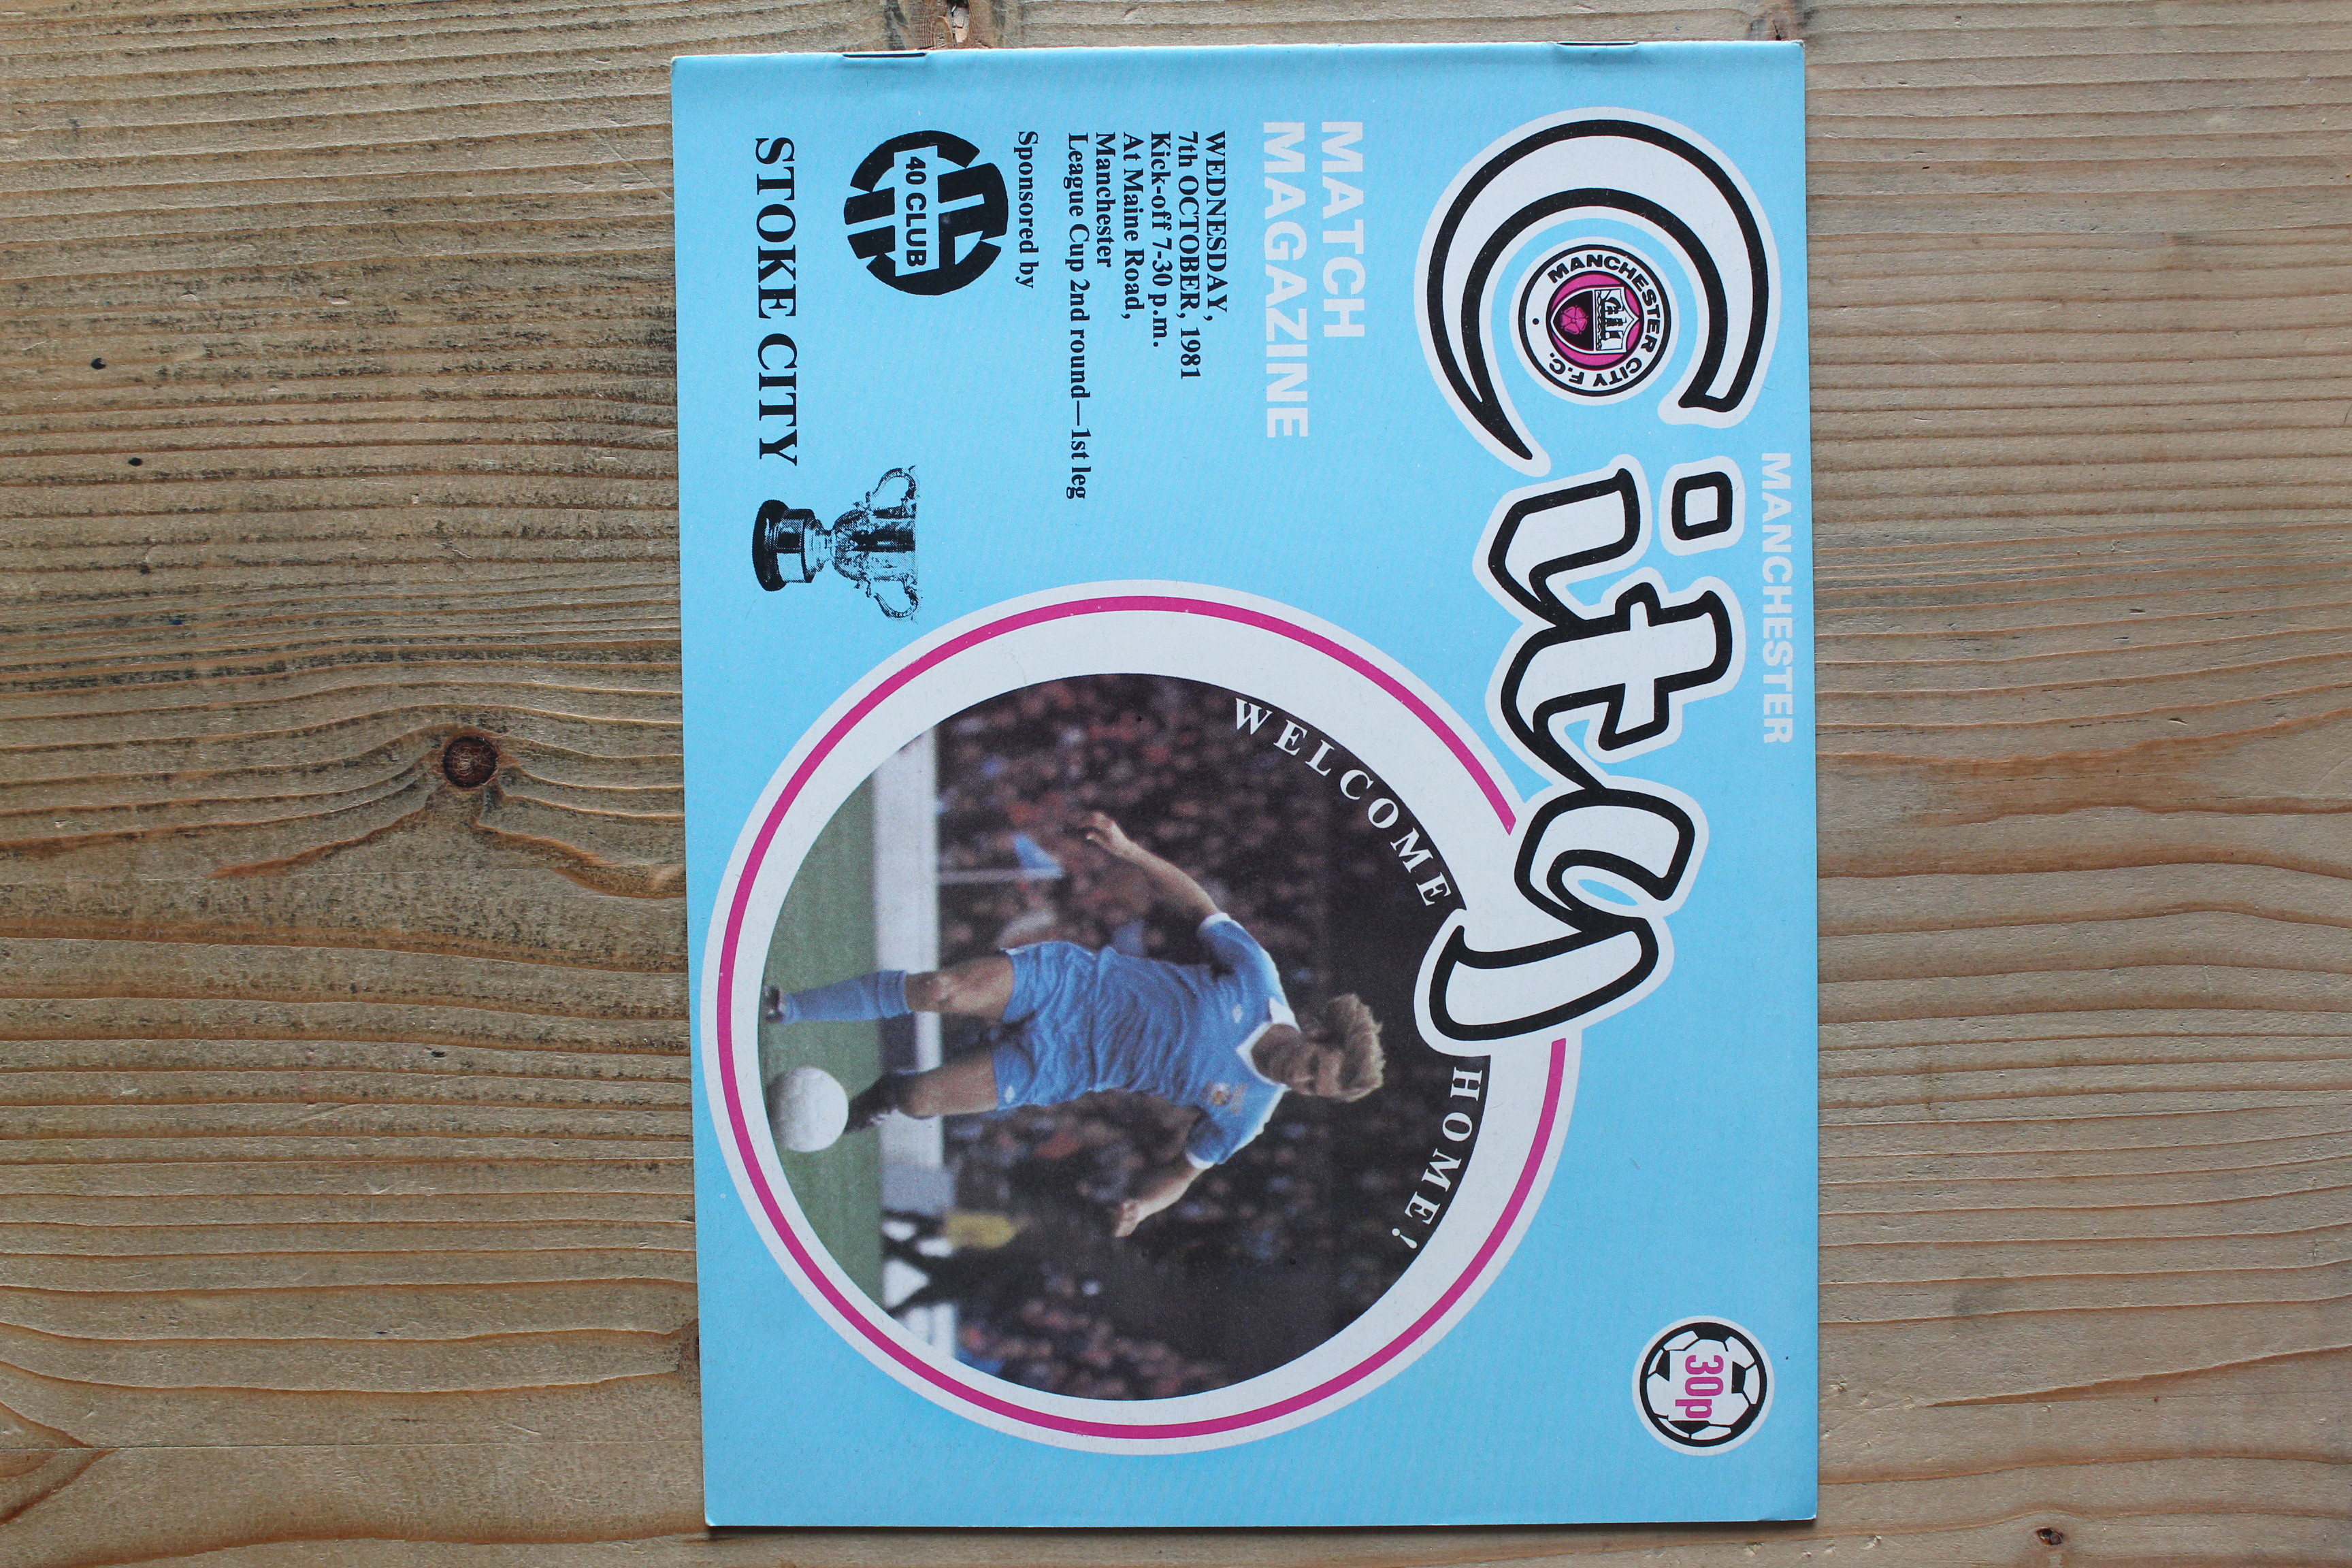 MANCHESTER
City
MANCHESTER CITY F.C.
30p
MATCH
MAGAZINE
WELCOME HOME!
WEDNESDAY,
7th OCTOBER, 1981
Kick-off 7-30 p.m.
At Maine Road,
Manchester
League Cup 2nd round—1st leg
Sponsored by
40 CLUB
STOKE CITY